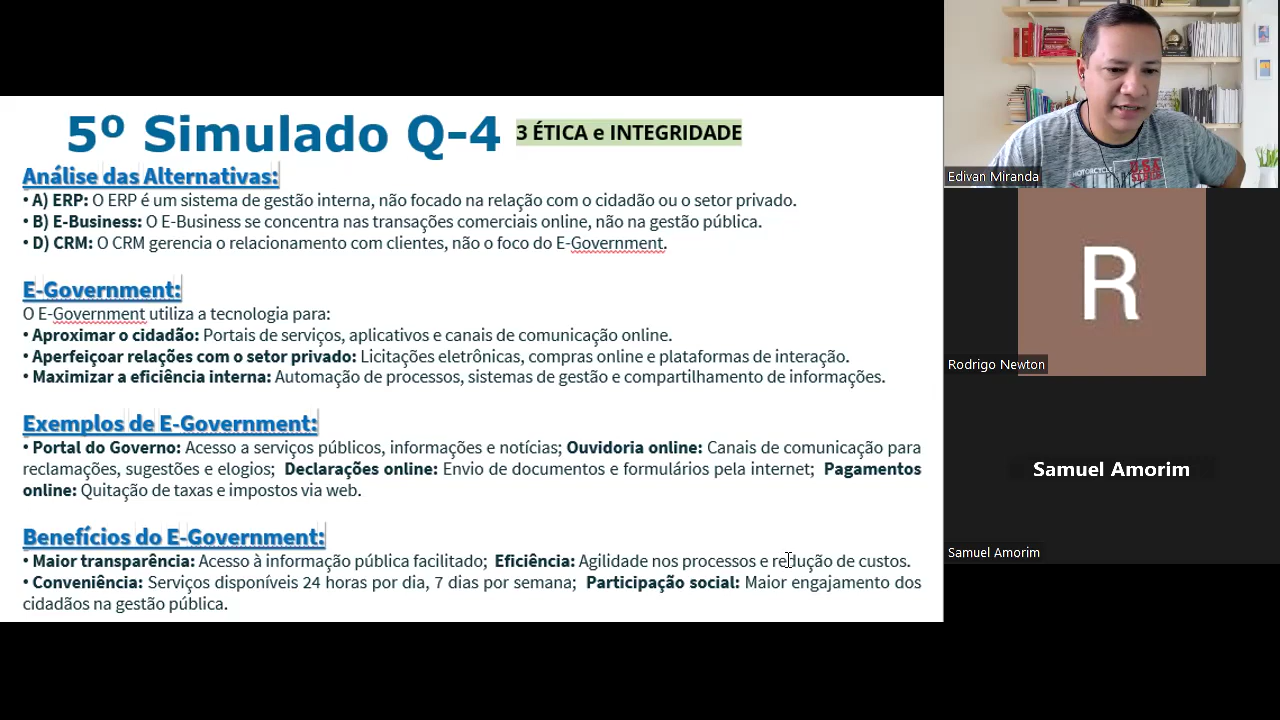 5º Simulado Q-4 3 ÉTICA e INTEGRIDADE
Análise das Alternativas:
• A) ERP: O ERP é um sistema de gestão interna, não focado na relação com o cidadão ou o setor privado.
• B) E-Business: O E-Business se concentra nas transações comerciais online, não na gestão pública.
• D) CRM: O CRM gerencia o relacionamento com clientes, não o foco do E-Government.
E-Government:
O E-Government utiliza a tecnologia para:
• Aproximar o cidadão: Portais de serviços, aplicativos e canais de comunicação online.
• Aperfeiçoar relações com o setor privado: Licitações eletrônicas, compras online e plataformas de interação.
• Maximizar a eficiência interna: Automação de processos, sistemas de gestão e compartilhamento de informações.
Exemplos de E-Government:
• Portal do Governo: Acesso a serviços públicos, informações e notícias; Ouvidoria online: Canais de comunicação para
reclamações, sugestões e elogios; Declarações online: Envio de documentos e formulários pela internet; Pagamentos
online: Quitação de taxas e impostos via web.
Benefícios do E-Government:
• Maior transparência: Acesso à informação pública facilitado; Eficiência: Agilidade nos processos e redução de custos.
• Conveniência: Serviços disponíveis 24 horas por dia, 7 dias por semana; Participação social: Maior engajamento dos
cidadãos na gestão pública.
MOTORCYCLE
Edivan Miranda
R
Rodrigo Newton
Samuel Amorim
Samuel Amorim